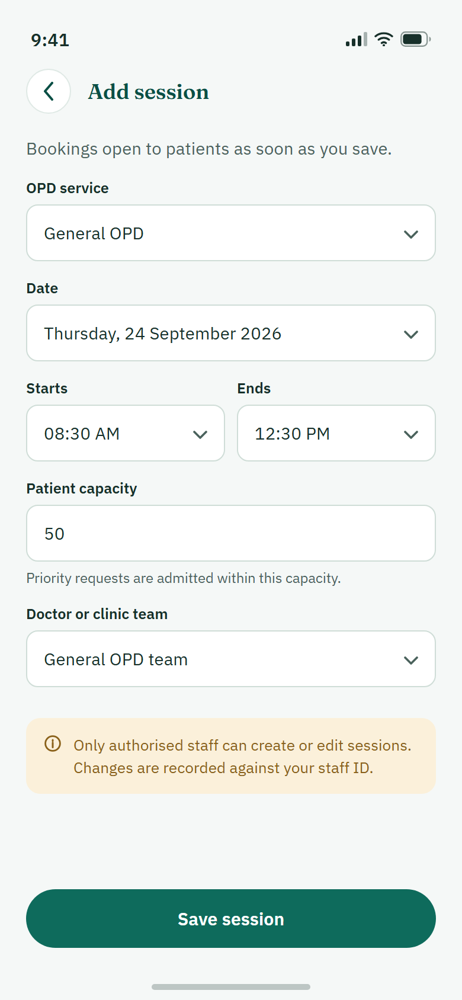 9:41
Add session
Bookings open to patients as soon as you save.
OPD service
General OPD
Date
Thursday, 24 September 2026
Starts
Ends
08:30 AM
12:30 PM
Patient capacity
50
Priority requests are admitted within this capacity.
Doctor or clinic team
General OPD team
Only authorised staff can create or edit sessions.
Changes are recorded against your staff ID.
Save session